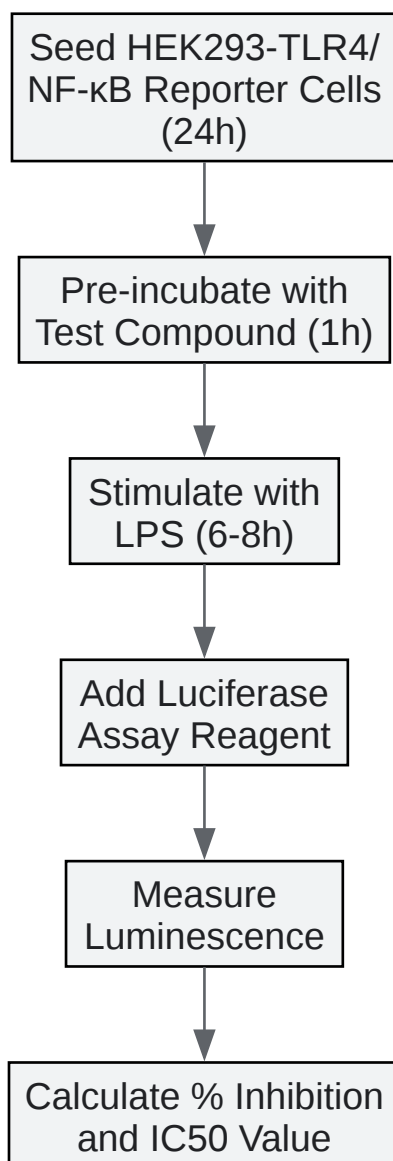 Seed HEK293-TLR4/
NF-κB Reporter Cells
(24h)
Pre-incubate with
Test Compound (1h)
Stimulate with
LPS (6-8h)
Add Luciferase
Assay Reagent
Measure
Luminescence
Calculate % Inhibition
and IC50 Value